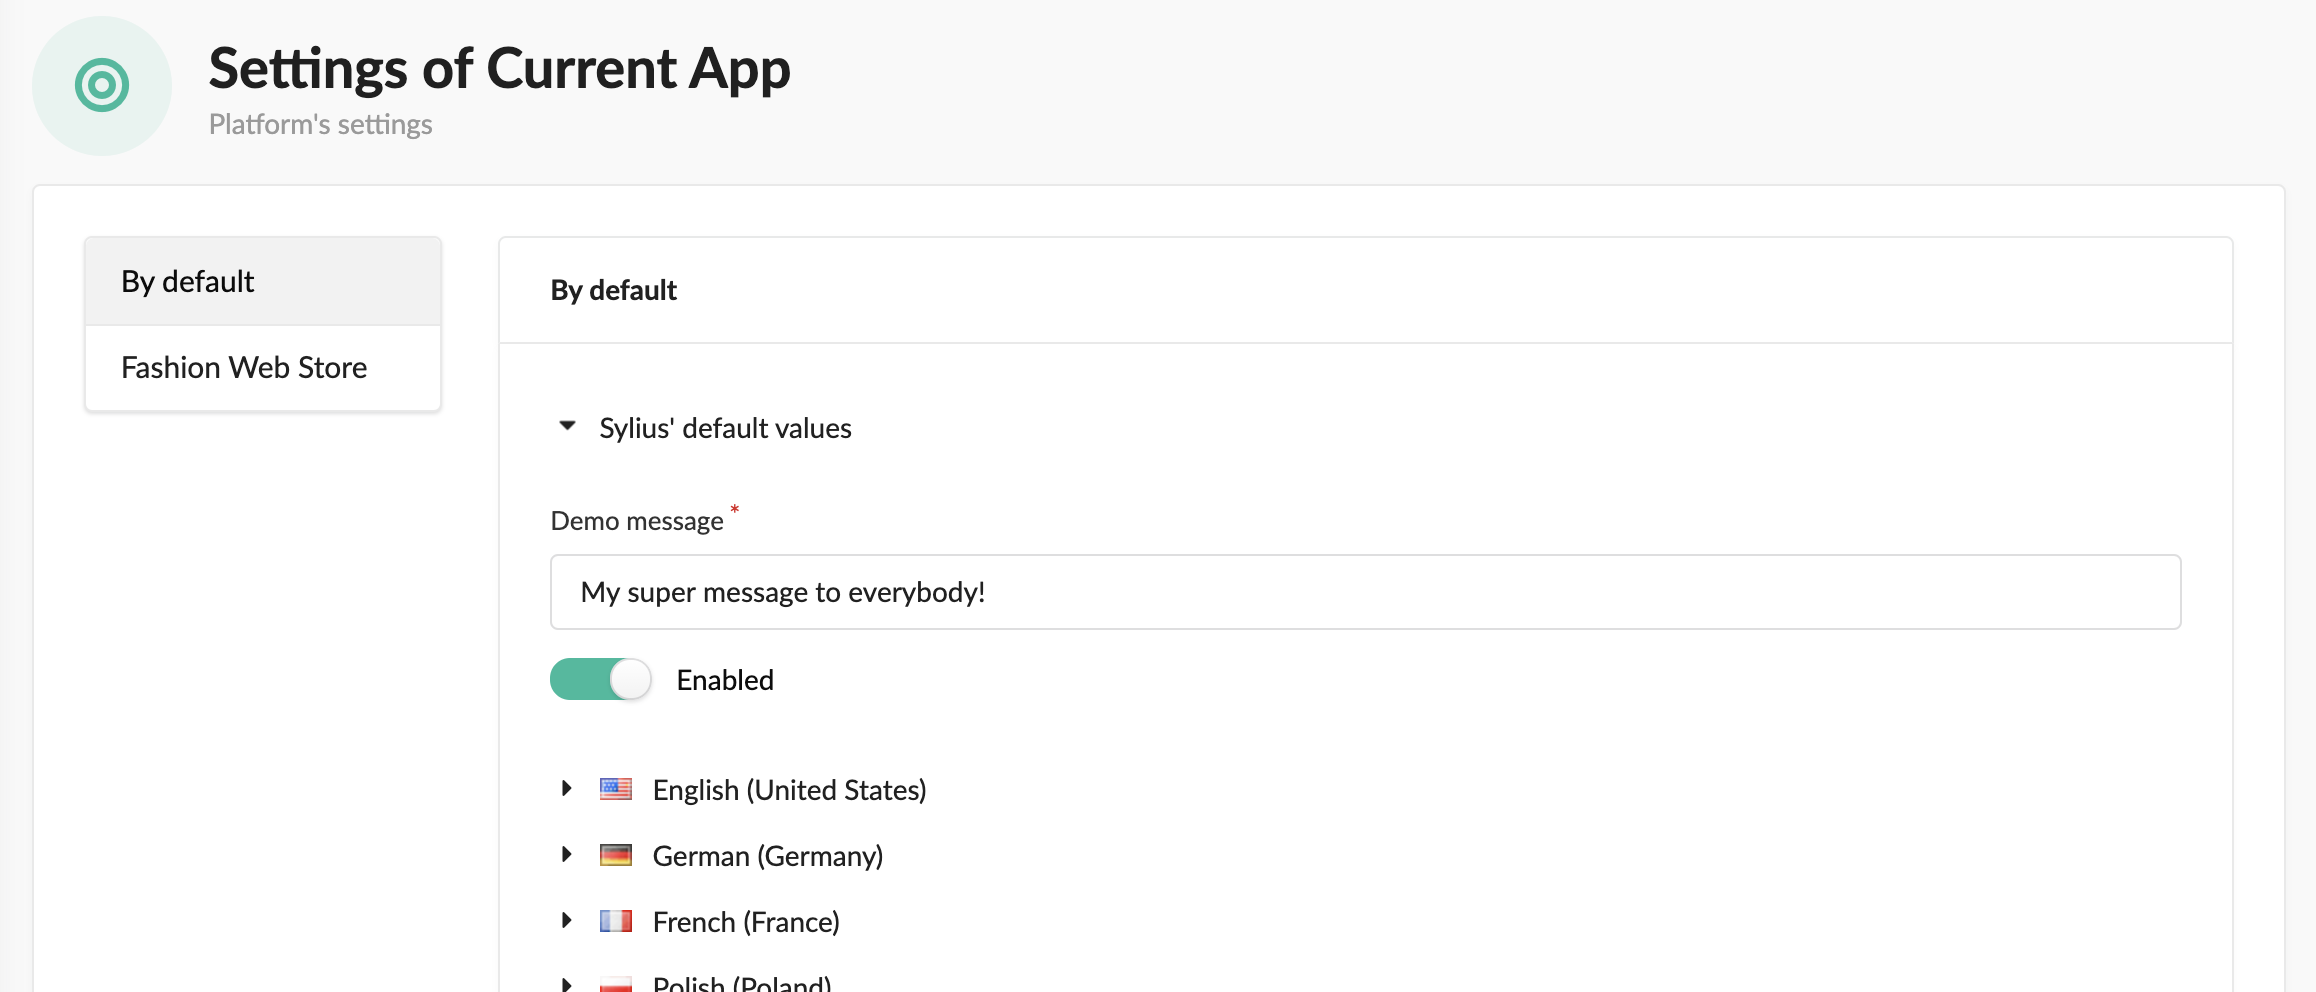 Settings of Current App
Platform's settings
By default
Fashion Web Store
By default
Sylius' default values
Demo message *
My super message to everybody!
Enabled
English (United States)
German (Germany)
French (France)
Polish (Poland)